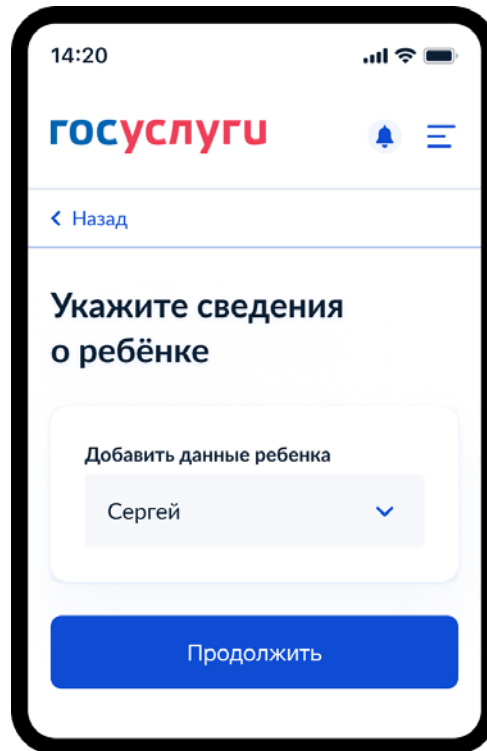 14:20
госуслуги
Назад
Укажите сведения
о ребёнке
Добавить данные ребенка
Сергей
Продолжить